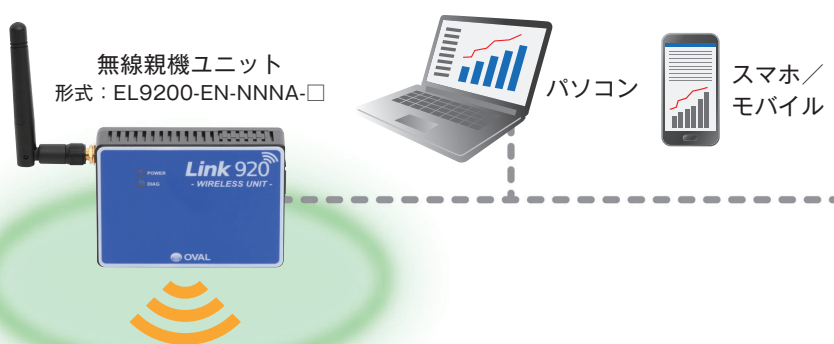 無線親機ユニット
形式：EL9200-EN-NNNA-□
パソコン
スマホ／
モバイル
POWER
DIAG
Link 920
- WIRELESS UNIT -
OVAL